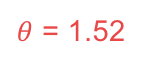 θ = 1.52